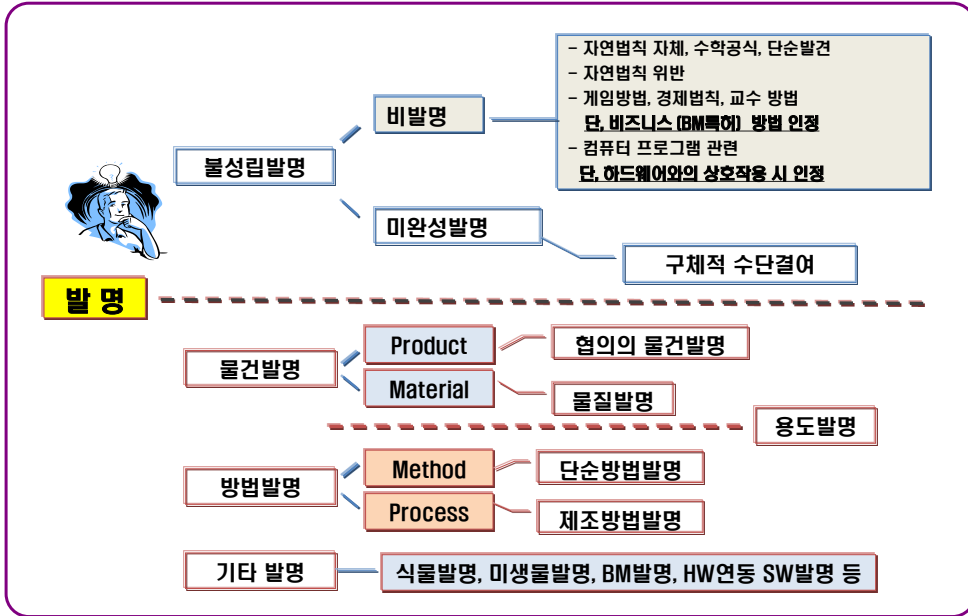 - 자연법칙 자체, 수학공식, 단순발견
- 자연법칙 위반
- 게임방법, 경제법칙, 교수 방법
단, 비즈니스 (BM특허) 방법 인정
- 컴퓨터 프로그램 관련
단, 하드웨어와의 상호작용 시 인정
비발명
불성립발명
미완성발명
구체적 수단결여
발 명
Product
협의의 물건발명
물건발명
Material
물질발명
용도발명
Method
단순방법발명
방법발명
Process
제조방법발명
기타 발명
식물발명, 미생물발명, BM발명, HW연동 SW발명 등